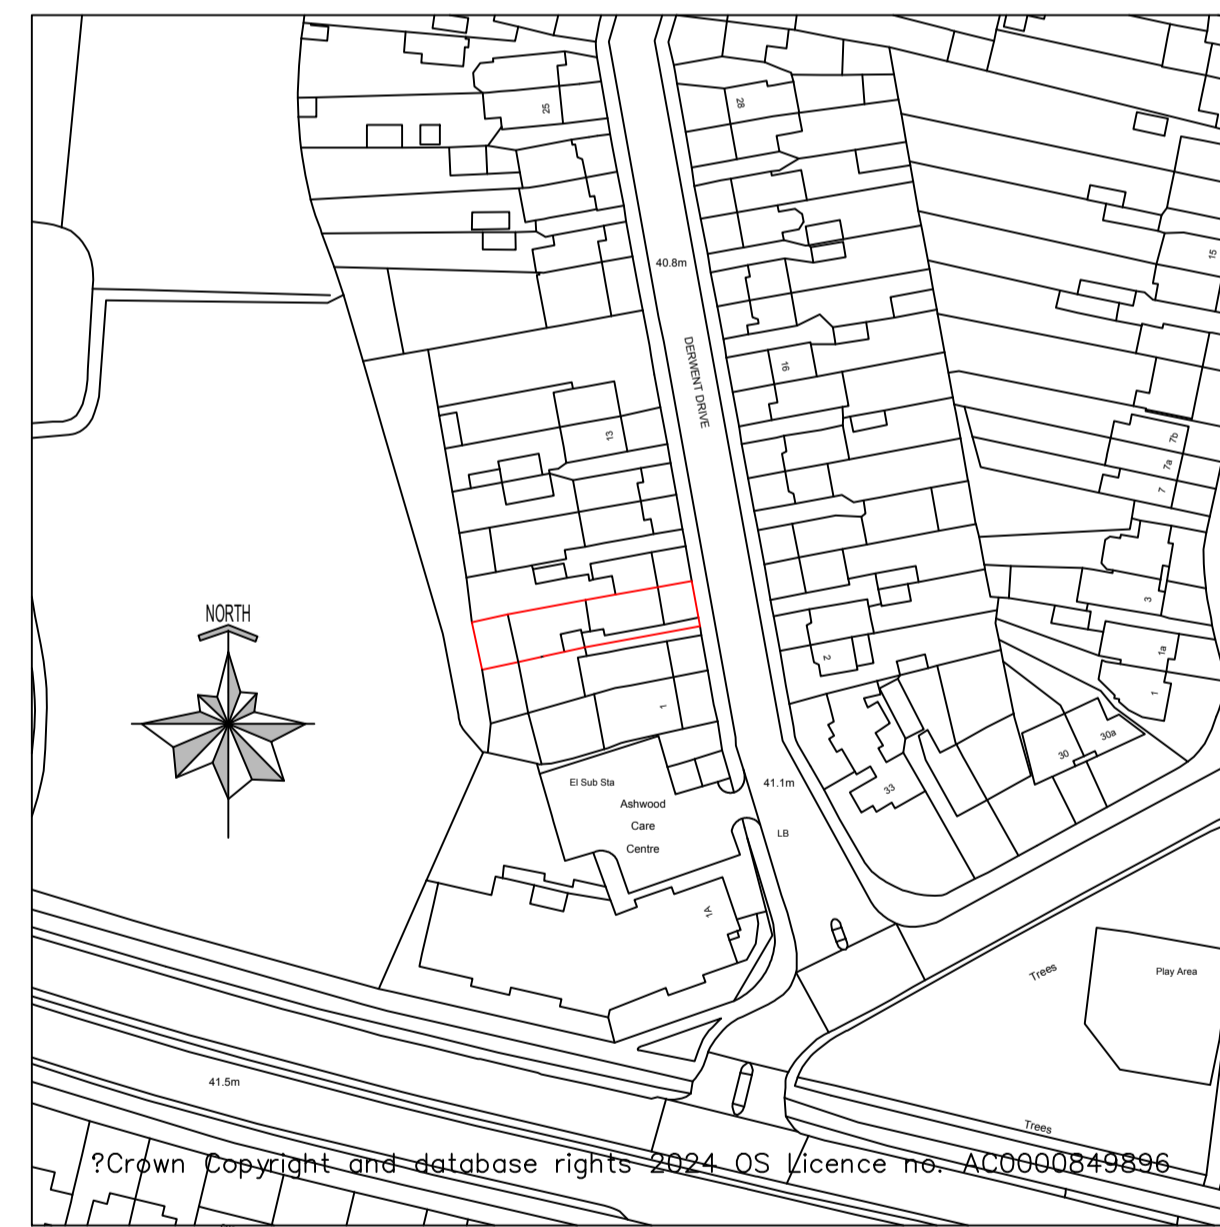 25
28
15
40.8m
DERWENT DRIVE
16
13
7b
7a
7
NORTH
3
2
1a
1
1
30a
30
33
El Sub Sta
41.1m
Ashwood
Care
Centre
LB
1A
Trees
Play Area
41.5m
Trees
?Crown Copyright and database rights 2024 OS Licence no. AC0000849896